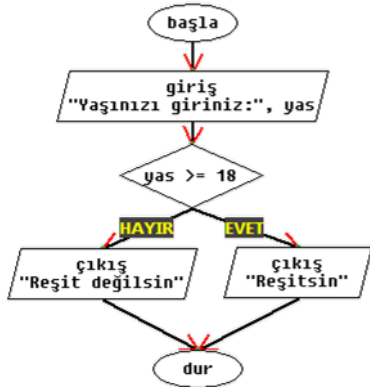 başla
giriş
"Yaşınızı giriniz:", yas
yas >= 18
HAYIR
EVET
çıkış
"Reşit değilsin"
çıkış
"Reşitsin"
dur